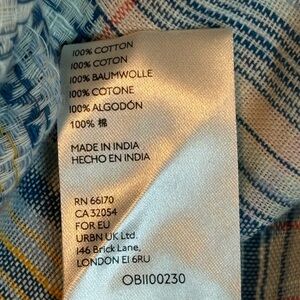 100% COTTON
100% COTON
100% BAUMWOLLE
100% COTONE
100% ALGODÓN
100% 棉
MADE IN INDIA
HECHO EN INDIA
RN 66170
CA 32054
FOR EU
URBN UK Ltd.
146 Brick Lane,
LONDON E1 6RU
OB1100230